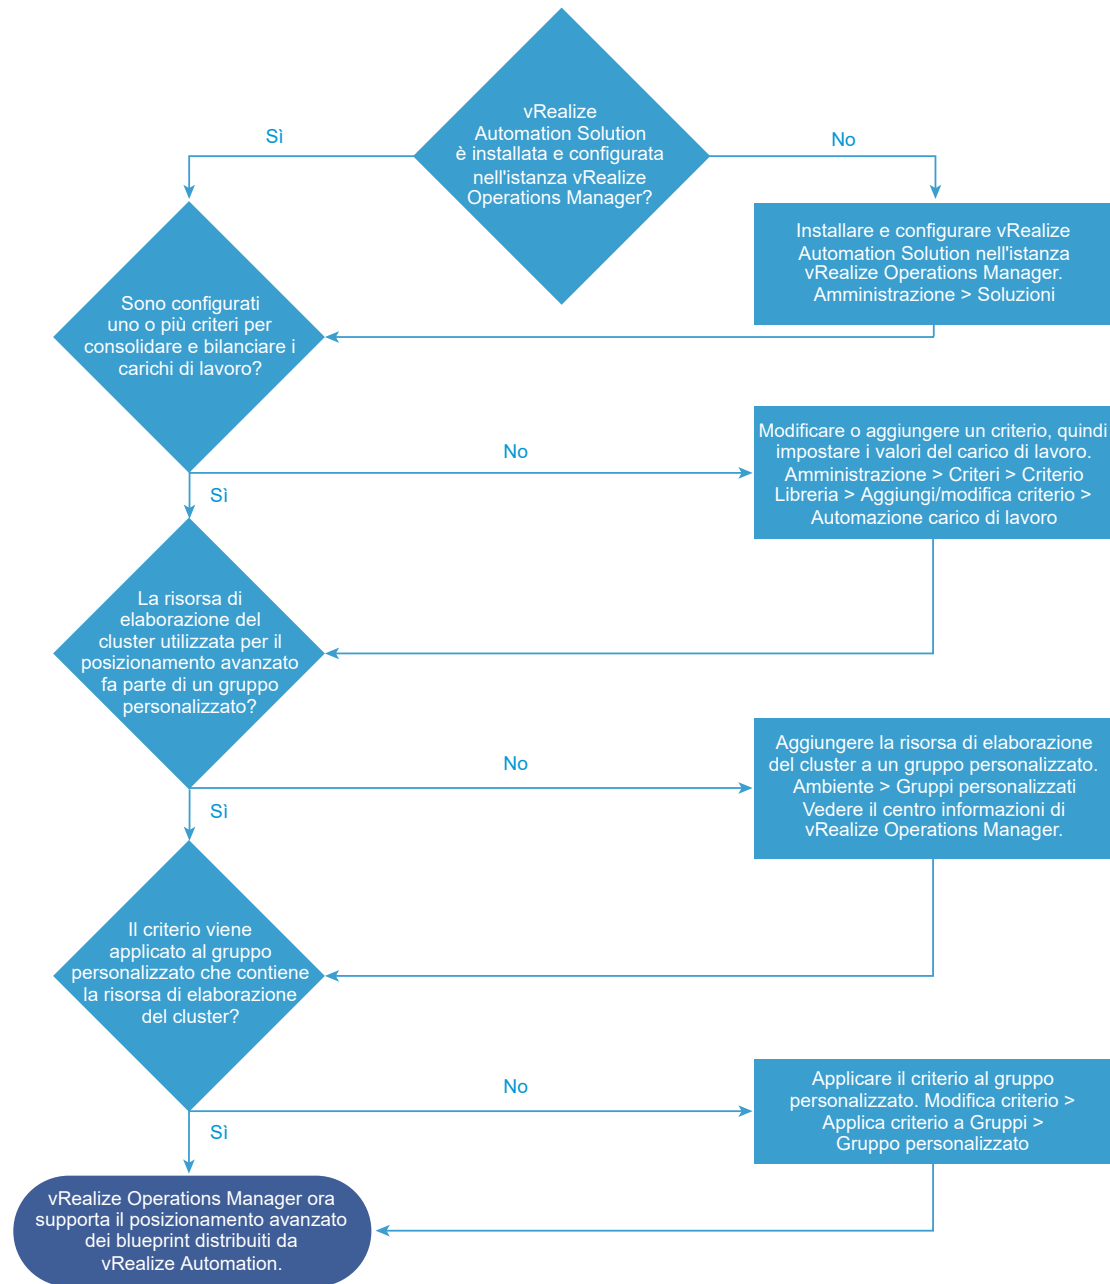 vRealize
Automation Solution
è installata e configurata
nell'istanza vRealize
Operations Manager?
Sì
No
Installare e configurare vRealize
Automation Solution nell'istanza
vRealize Operations Manager.
Amministrazione > Soluzioni
Sono configurati
uno o più criteri per
consolidare e bilanciare i
carichi di lavoro?
No
Sì
Modificare o aggiungere un criterio, quindi
impostare i valori del carico di lavoro.
Amministrazione > Criteri > Criterio
Libreria > Aggiungi/modifica criterio >
Automazione carico di lavoro
La risorsa di
elaborazione del
cluster utilizzata per il
posizionamento avanzato
fa parte di un gruppo
personalizzato?
No
Sì
Aggiungere la risorsa di elaborazione
del cluster a un gruppo personalizzato.
Ambiente > Gruppi personalizzati
Vedere il centro informazioni di
vRealize Operations Manager.
Il criterio viene
applicato al gruppo
personalizzato che contiene
la risorsa di elaborazione
del cluster?
No
Sì
Applicare il criterio al gruppo
personalizzato. Modifica criterio >
Applica criterio a Gruppi >
Gruppo personalizzato
vRealize Operations Manager ora
supporta il posizionamento avanzato
dei blueprint distribuiti da
vRealize Automation.